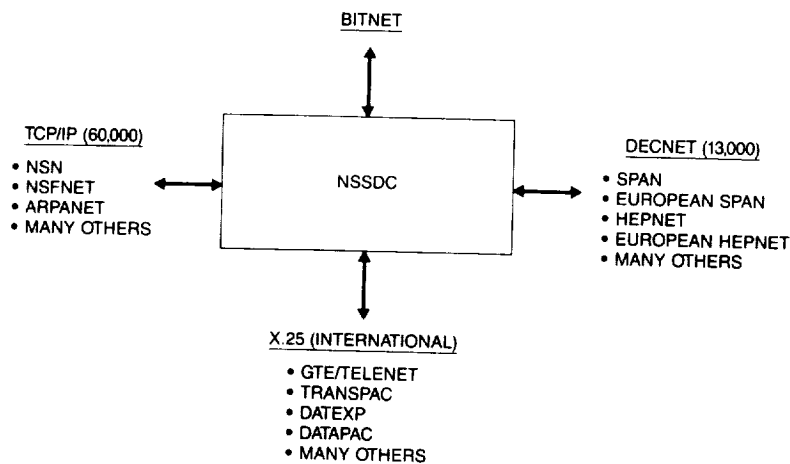 BITNET
TCP/IP (60,000)
• NSN
• NSFNET
• ARPANET
• MANY OTHERS
NSSDC
DECNET (13,000)
• SPAN
• EUROPEAN SPAN
• HEPNET
• EUROPEAN HEPNET
• MANY OTHERS
X.25 (INTERNATIONAL)
• GTE/TELENET
• TRANSPAC
• DATEXP
• DATAPAC
• MANY OTHERS